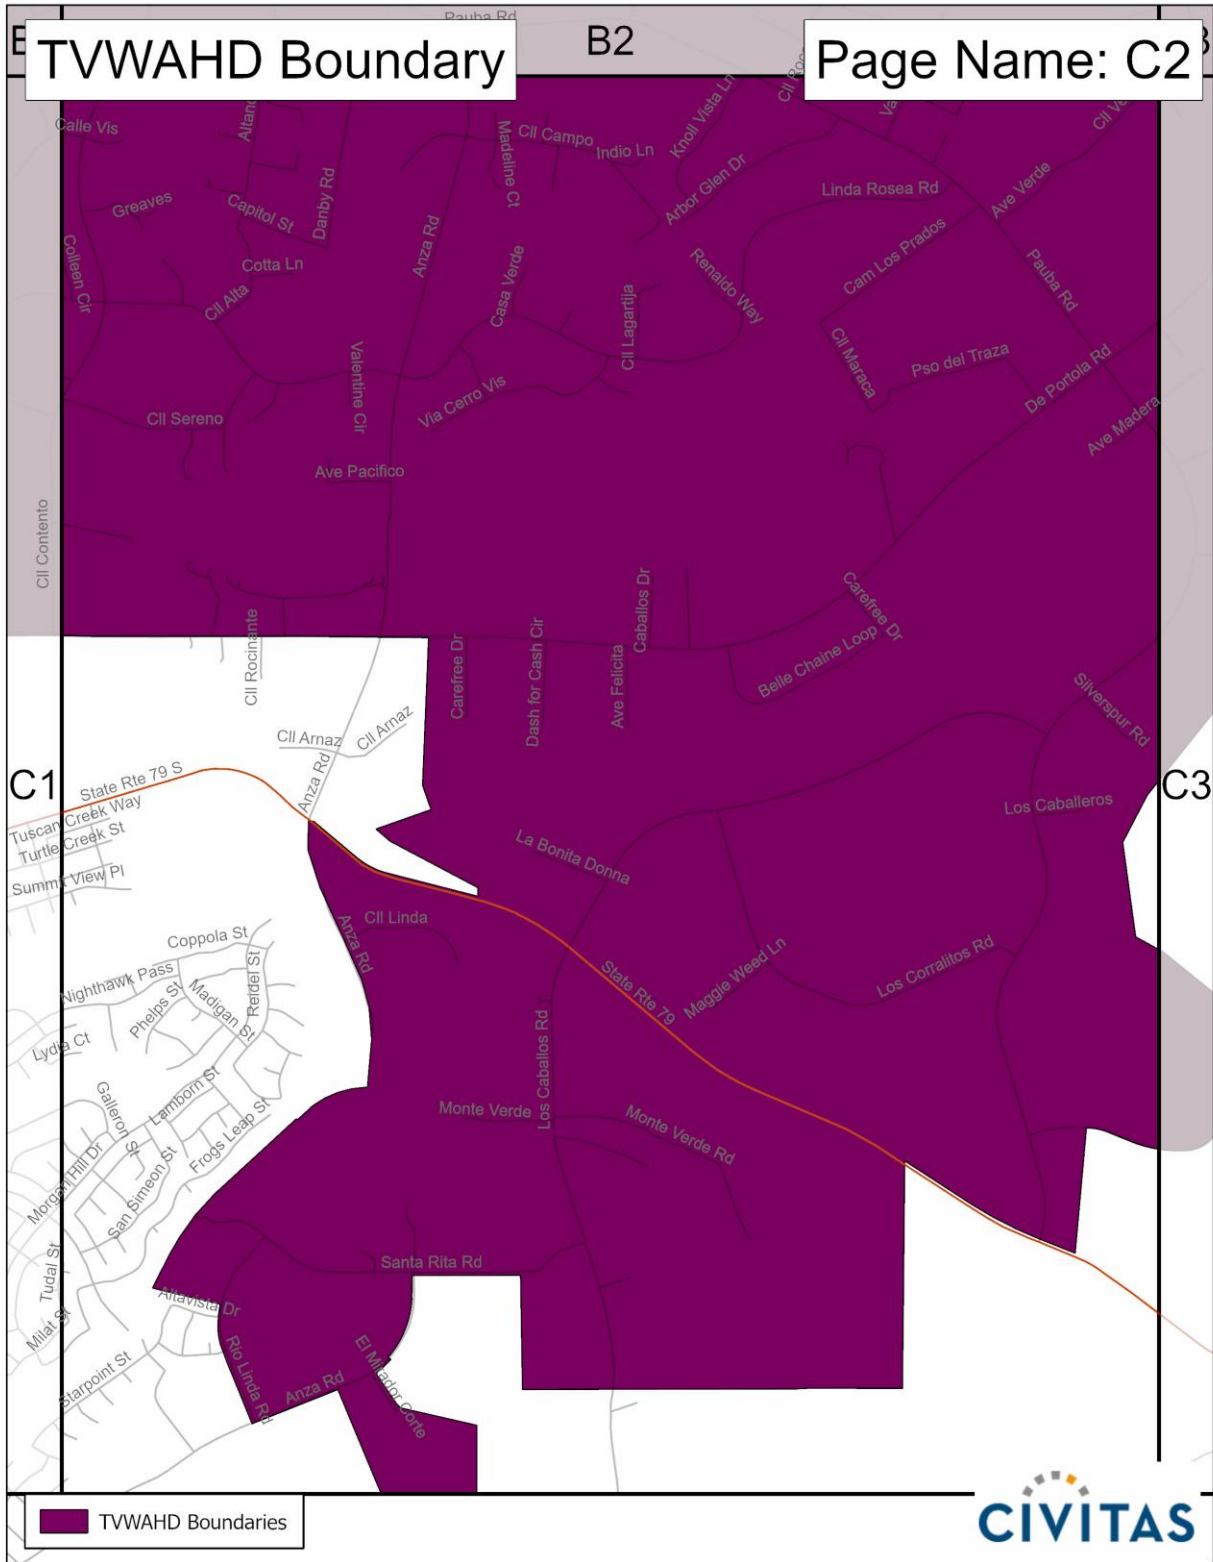 Pauba Rd
B2
TVWAHD Boundary
Page Name: C2
Calle Vis
Cll Campo
Madeline Ct
Indio Ln
Knoll Vista Ln
Arbor Glen Dr
Linda Rosea Rd
Ave Verde
Greaves
Capitol St
Danby Rd
Anza Rd
Cotta Ln
Colleen Cir
Cll Alta
Casa Verde
Renaldo Way
Cam Los Prados
Pauba Rd
Cll Lagartija
Cll Maraca
Pso del Traza
De Portola Rd
Valentine Cir
Via Cerro Vis
Ave Madera
Cll Sereno
Ave Pacifico
Cll Contento
Cll Rocinante
Carefree Dr
Dash for Cash Cir
Ave Felicita
Caballos Dr
Carefree Dr
Belle Chaine Loop
Silverspur Rd
Cll Arnaz
Cll Arnaz
Anza Rd
C1
State Rte 79 S
C3
Tuscan Creek Way
Turtle Creek St
Los Caballeros
La Bonita Donna
Summit View Pl
Cll Linda
Anza Rd
Coppola St
Nighthawk Pass
Reidel St
Phelps St
Madigan St
State Rte 79
Maggie Weed Ln
Los Corralitos Rd
Lydia Ct
Los Caballos Rd
Galleron St
Lamborn St
Monte Verde
Monte Verde Rd
Frogs Leap St
Morgan Hill Dr
San Simeon St
Tudal St
Santa Rita Rd
Altavista Dr
Milat St
Starpoint St
Rio Linda Rd
Anza Rd
El Mirador Corte
TVWAHD Boundaries
CIVITAS